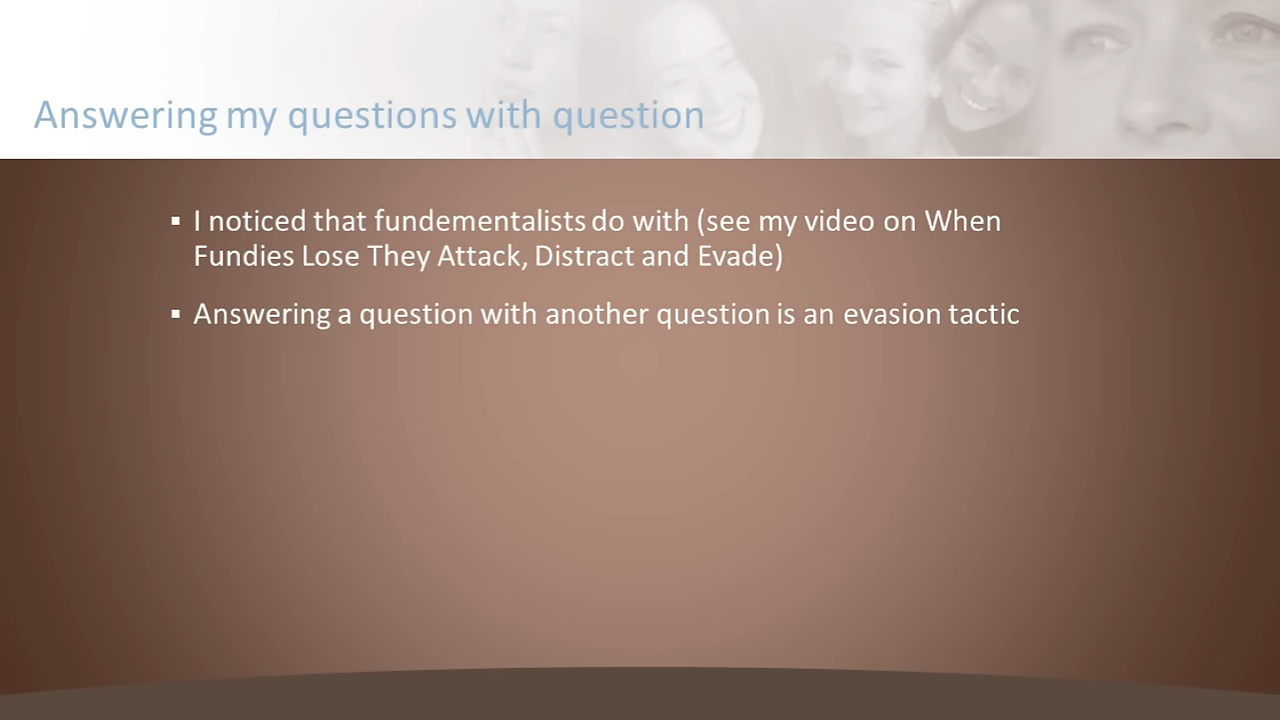 Answering my questions with question
▪ I noticed that fundementalists do with (see my video on When
Fundies Lose They Attack, Distract and Evade)
▪ Answering a question with another question is an evasion tactic